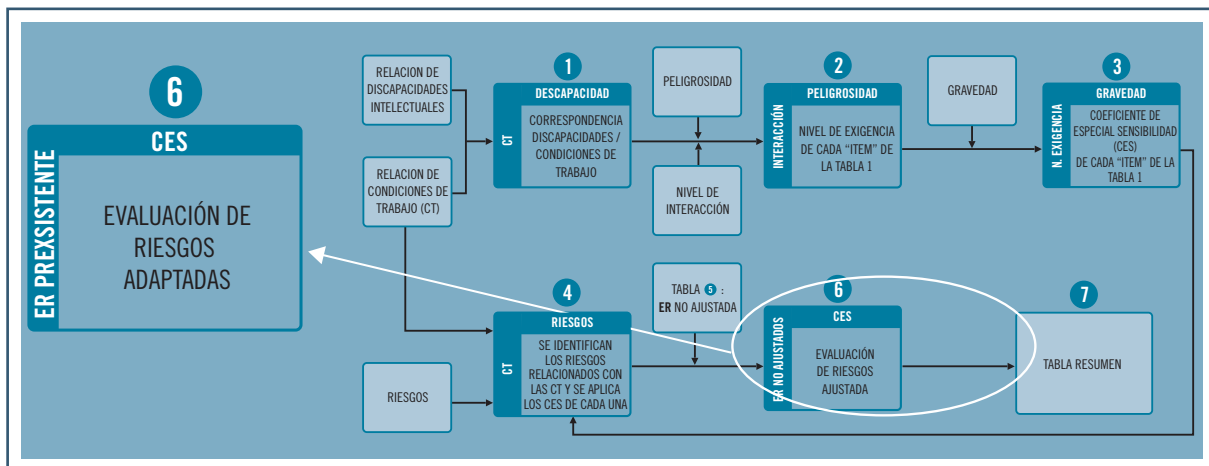 6
CES
ER PREXSISTENTE
EVALUACIÓN DE
RIESGOS
ADAPTADAS
RELACION DE
DISCAPACIDADES
INTELECTUALES
RELACION DE
CONDICIONES DE
TRABAJO (CT)
1
DESCAPACIDAD
CT
CORRESPONDENCIA
DISCAPACIDADES /
CONDICIONES DE
TRABAJO
PELIGROSIDAD
NIVEL DE
INTERACCIÓN
2
PELIGROSIDAD
INTERACCIÓN
NIVEL DE EXIGENCIA
DE CADA “ITEM” DE
LA TABLA 1
GRAVEDAD
3
GRAVEDAD
N. EXIGENCIA
COEFICIENTE DE
ESPECIAL SENSIBILIDAD
(CES)
DE CADA “ITEM” DE LA
TABLA 1
RIESGOS
4
RIESGOS
CT
SE IDENTIFICAN
LOS RIESGOS
RELACIONADOS CON
LAS CT Y SE APLICA
LOS CES DE CADA UNA
TABLA 5 :
ER NO AJUSTADA
6
CES
ER NO AJUSTADOS
EVALUACIÓN
DE RIESGOS
AJUSTADA
7
TABLA RESUMEN